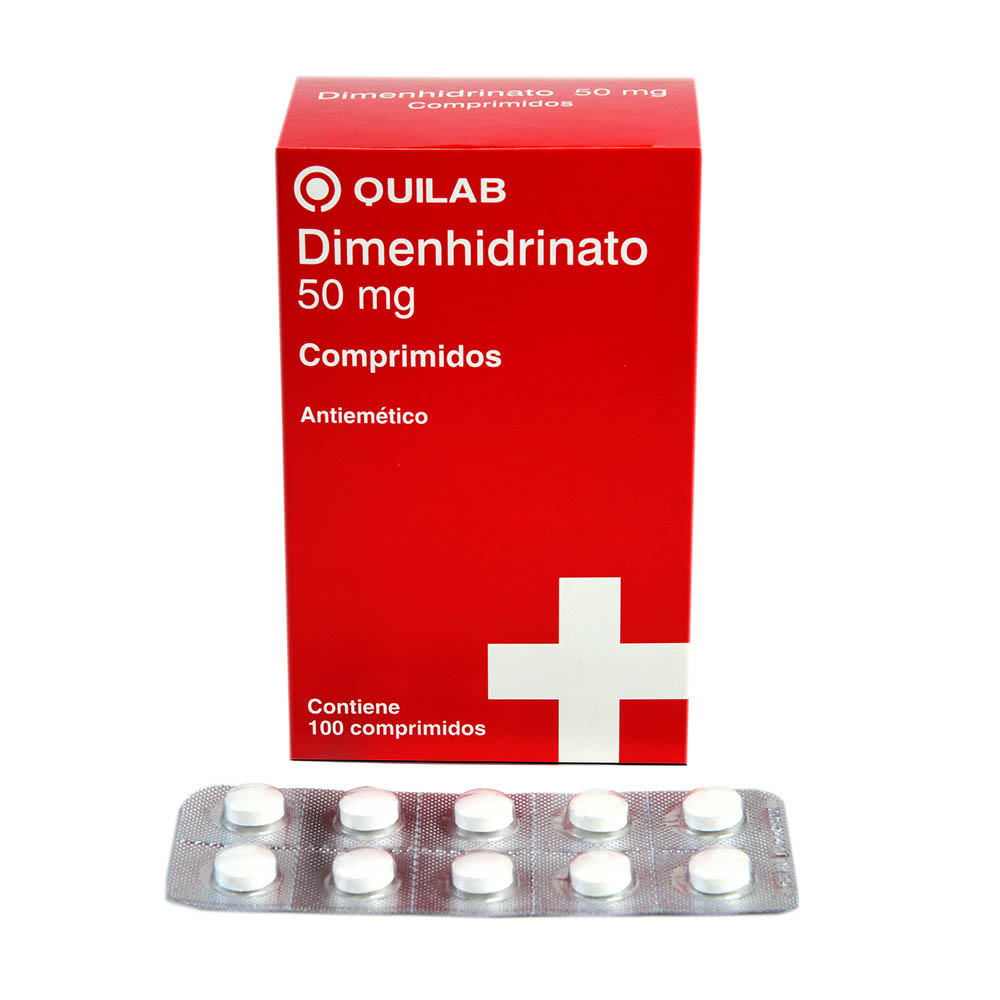 Dimenhidrinato 50 mg
Comprimidos
QUILAB
Dimenhidrinato
50 mg
Comprimidos
Antiemético
Contiene
100 comprimidos